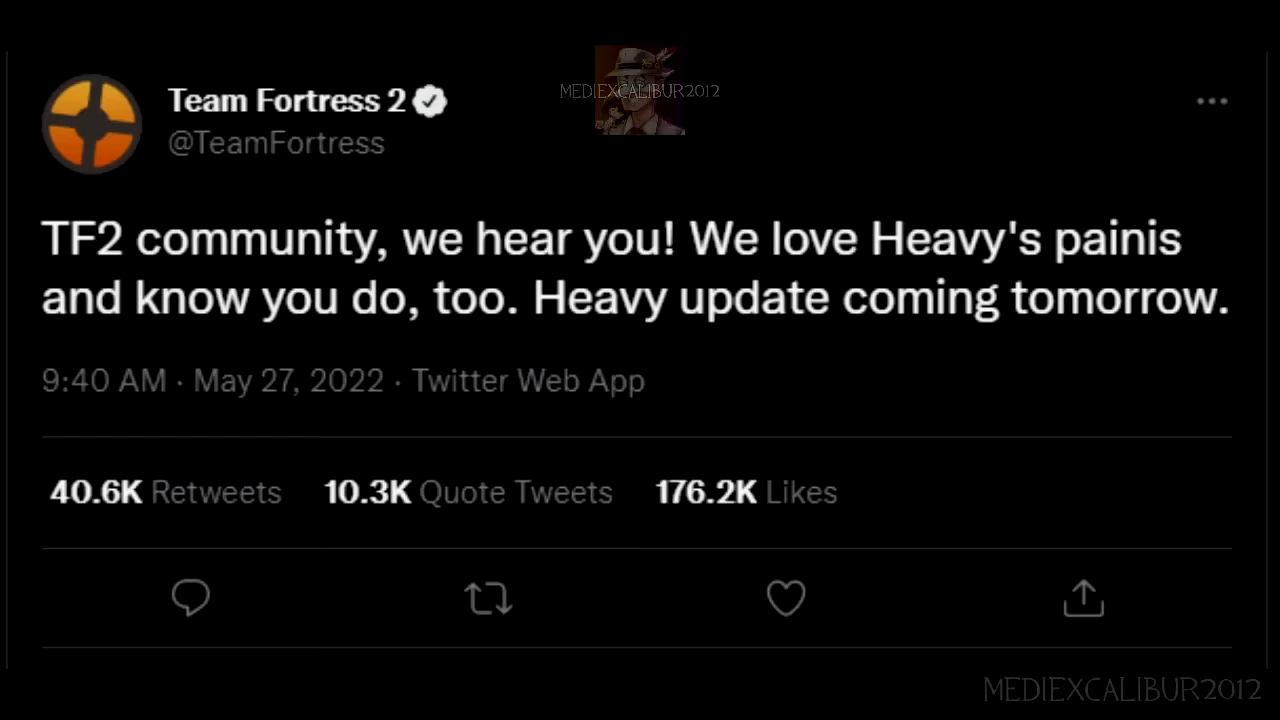 MEDIEXCALIBUR2012
Team Fortress 2
@TeamFortress
TF2 community, we hear you! We love Heavy's painis
and know you do, too. Heavy update coming tomorrow.
9:40 AM · May 27, 2022 · Twitter Web App
40.6K Retweets 10.3K Quote Tweets 176.2K Likes
MEDIEXCALIBUR2012